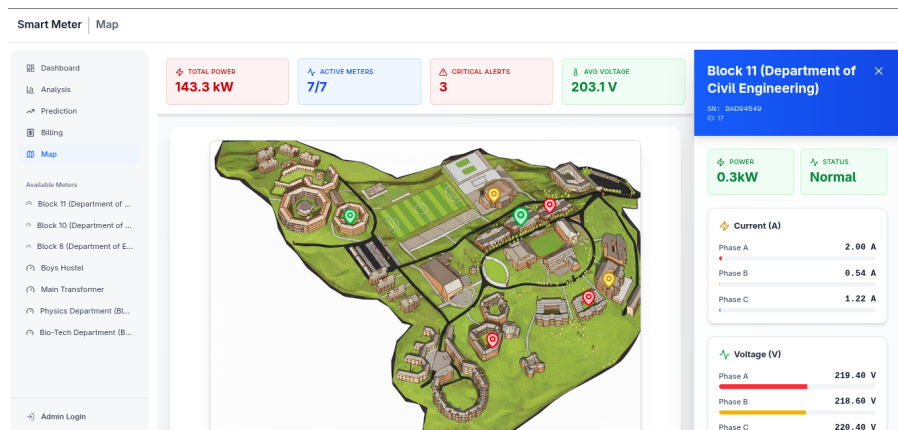 Smart Meter | Map
Dashboard
Analysis
Prediction
Billing
Map
Available Meters
Block 11 (Department of ...
Block 10 (Department of ...
Block 8 (Department of E...
Boys Hostel
Main Transformer
Physics Department (Bl...
Bio-Tech Department (B...
Admin Login
TOTAL POWER
143.3 kW
ACTIVE METERS
7/7
CRITICAL ALERTS
3
AVG VOLTAGE
203.1 V
Block 11 (Department of
Civil Engineering)
SN: DAD94549
ID: 17
POWER
0.3kW
STATUS
Normal
Current (A)
Phase A 2.00 A
Phase B 0.54 A
Phase C 1.22 A
Voltage (V)
Phase A 219.40 V
Phase B 218.60 V
Phase C 220.40 V